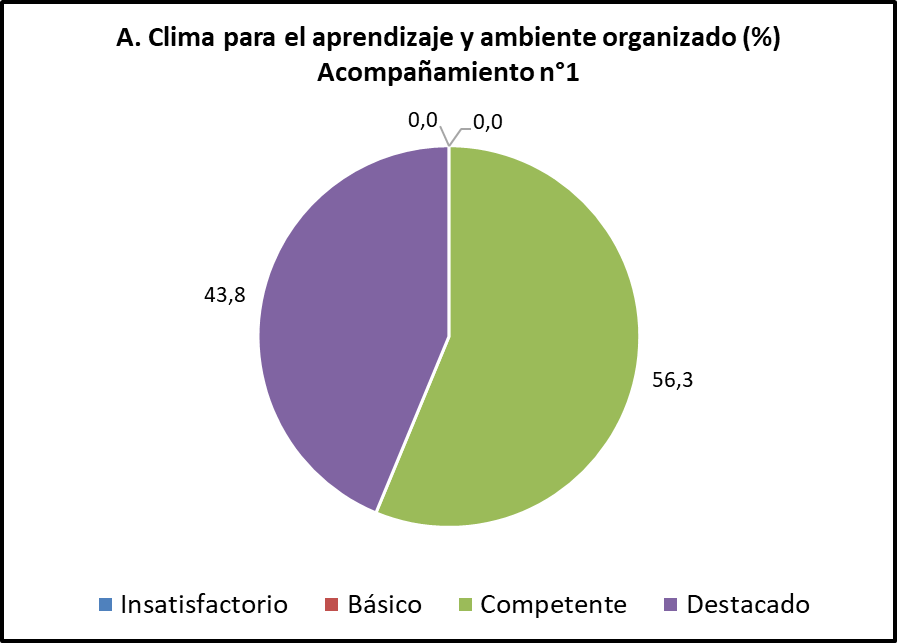 A. Clima para el aprendizaje y ambiente organizado (%)
Acompañamiento n°1
0,0 0,0
43,8
56,3
Insatisfactorio Básico Competente Destacado